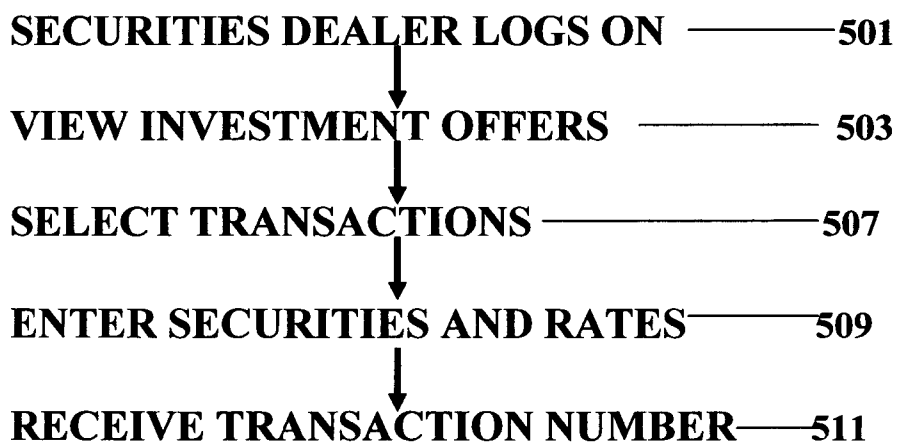 SECURITIES DEALER LOGS ON 501
VIEW INVESTMENT OFFERS 503
SELECT TRANSACTIONS 507
ENTER SECURITIES AND RATES 509
RECEIVE TRANSACTION NUMBER 511